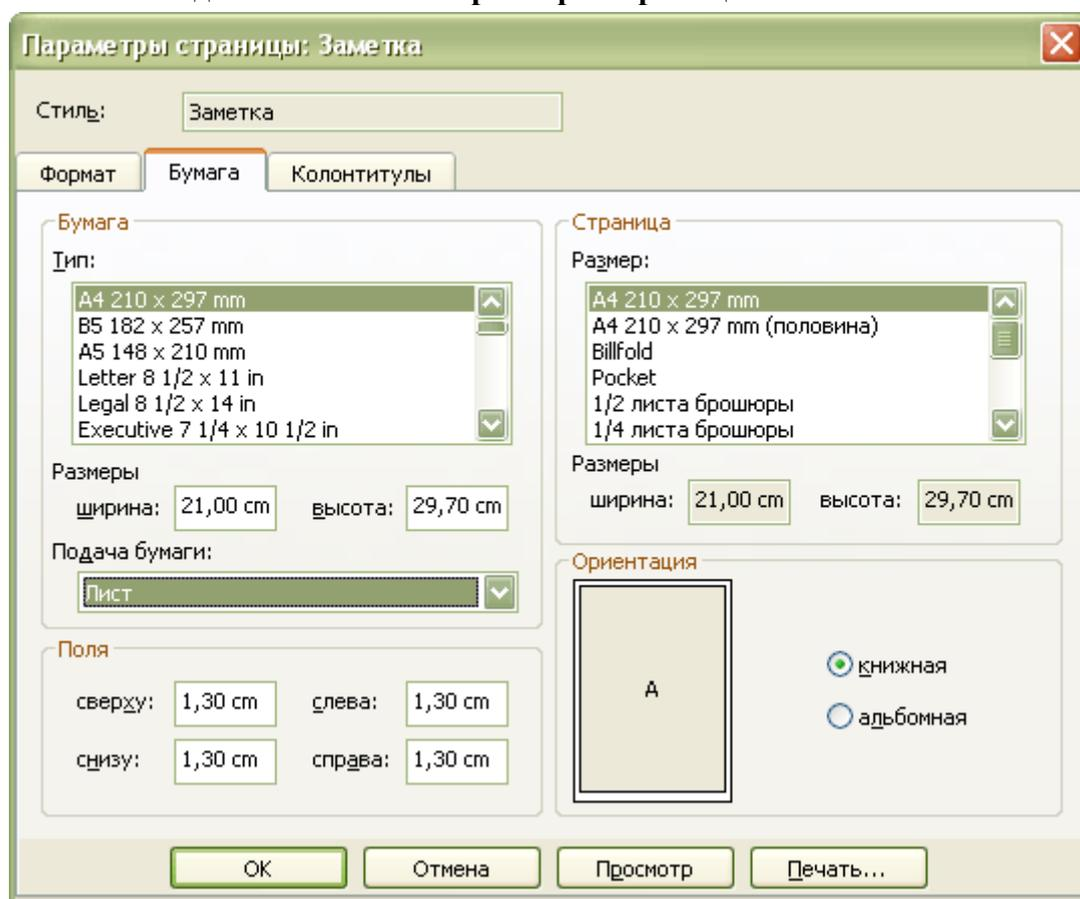 Параметры страницы: Заметка
Стиль: Заметка
Формат Бумага Колонтитулы
Бумага
Тип:
A4 210 x 297 mm
B5 182 x 257 mm
A5 148 x 210 mm
Letter 8 1/2 x 11 in
Legal 8 1/2 x 14 in
Executive 7 1/4 x 10 1/2 in
Размеры
ширина: 21,00 cm высота: 29,70 cm
Подача бумаги:
Лист
Поля
сверху: 1,30 cm слева: 1,30 cm
снизу: 1,30 cm справа: 1,30 cm
Страница
Размер:
A4 210 x 297 mm
A4 210 x 297 mm (половина)
Billfold
Pocket
1/2 листа брошюры
1/4 листа брошюры
Размеры
ширина: 21,00 cm высота: 29,70 cm
Ориентация
A
книжная
альбомная
OK Отмена Просмотр Печать...